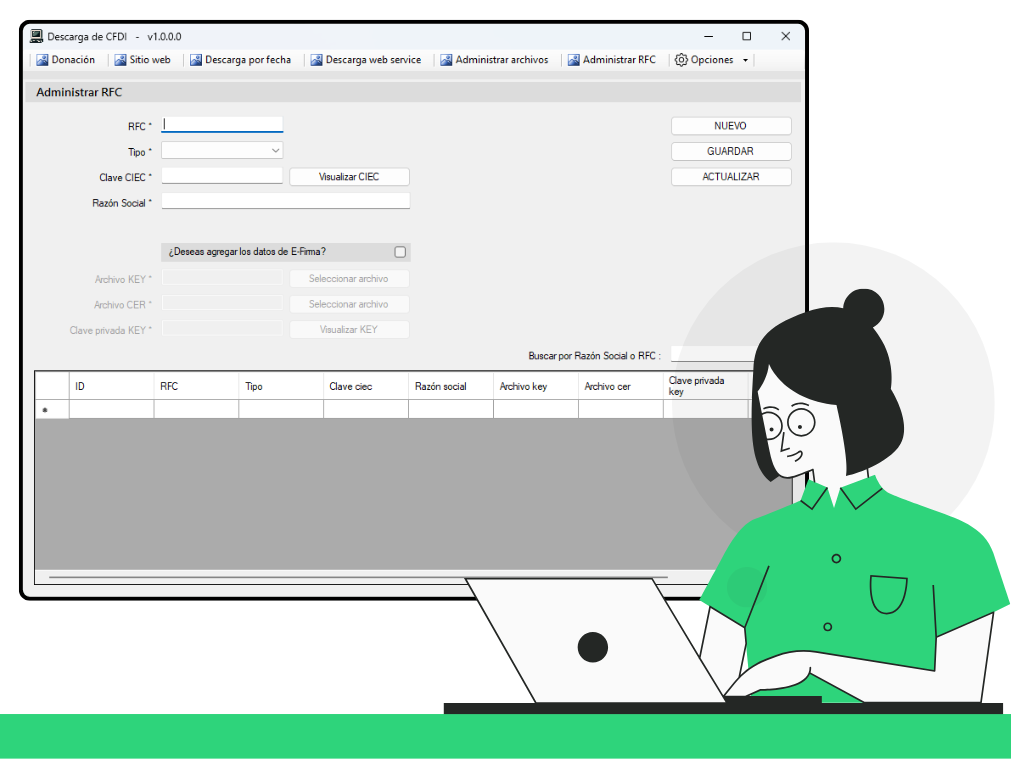 Descarga de CFDI - v1.0.0.0
Donación Sitio web Descarga por fecha Descarga web service Administrar archivos Administrar RFC Opciones
Administrar RFC
RFC * NUEVO
Tipo * GUARDAR
Clave CIEC * Visualizar CIEC ACTUALIZAR
Razón Social *
¿Deseas agregar los datos de E-Firma?
Archivo KEY * Seleccionar archivo
Archivo CER * Seleccionar archivo
Clave privada KEY * Visualizar KEY
Buscar por Razón Social o RFC :
ID RFC Tipo Clave ciec Razón social Archivo key Archivo cer Clave privada
key